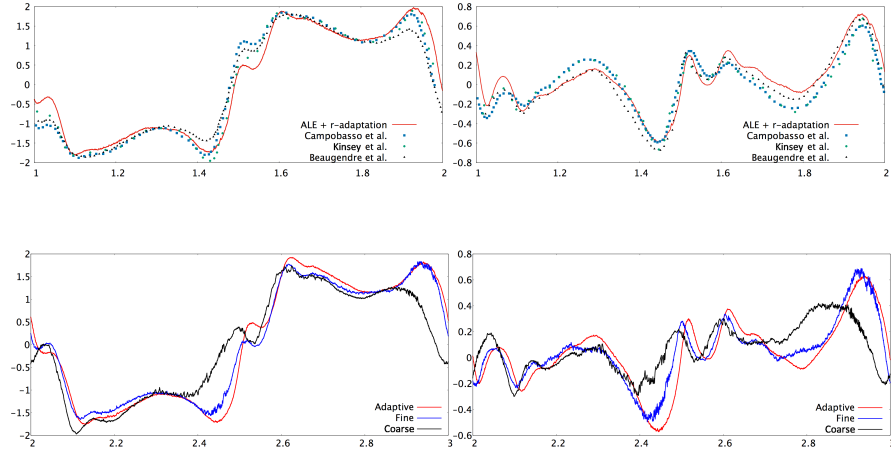 2
1.5
1
0.5
0
-0.5
-1
-1.5
-2
1 1.2 1.4 1.6 1.8 2
ALE + r-adaptation
Campobasso et al.
Kinsey et al.
Beaugendre et al.
0.8
0.6
0.4
0.2
0
-0.2
-0.4
-0.6
-0.8
1 1.2 1.4 1.6 1.8 2
ALE + r-adaptation
Campobasso et al.
Kinsey et al.
Beaugendre et al.
2
1.5
1
0.5
0
-0.5
-1
-1.5
-2
2 2.2 2.4 2.6 2.8 3
Adaptive
Fine
Coarse
0.8
0.6
0.4
0.2
0
-0.2
-0.4
-0.6
2 2.2 2.4 2.6 2.8 3
Adaptive
Fine
Coarse